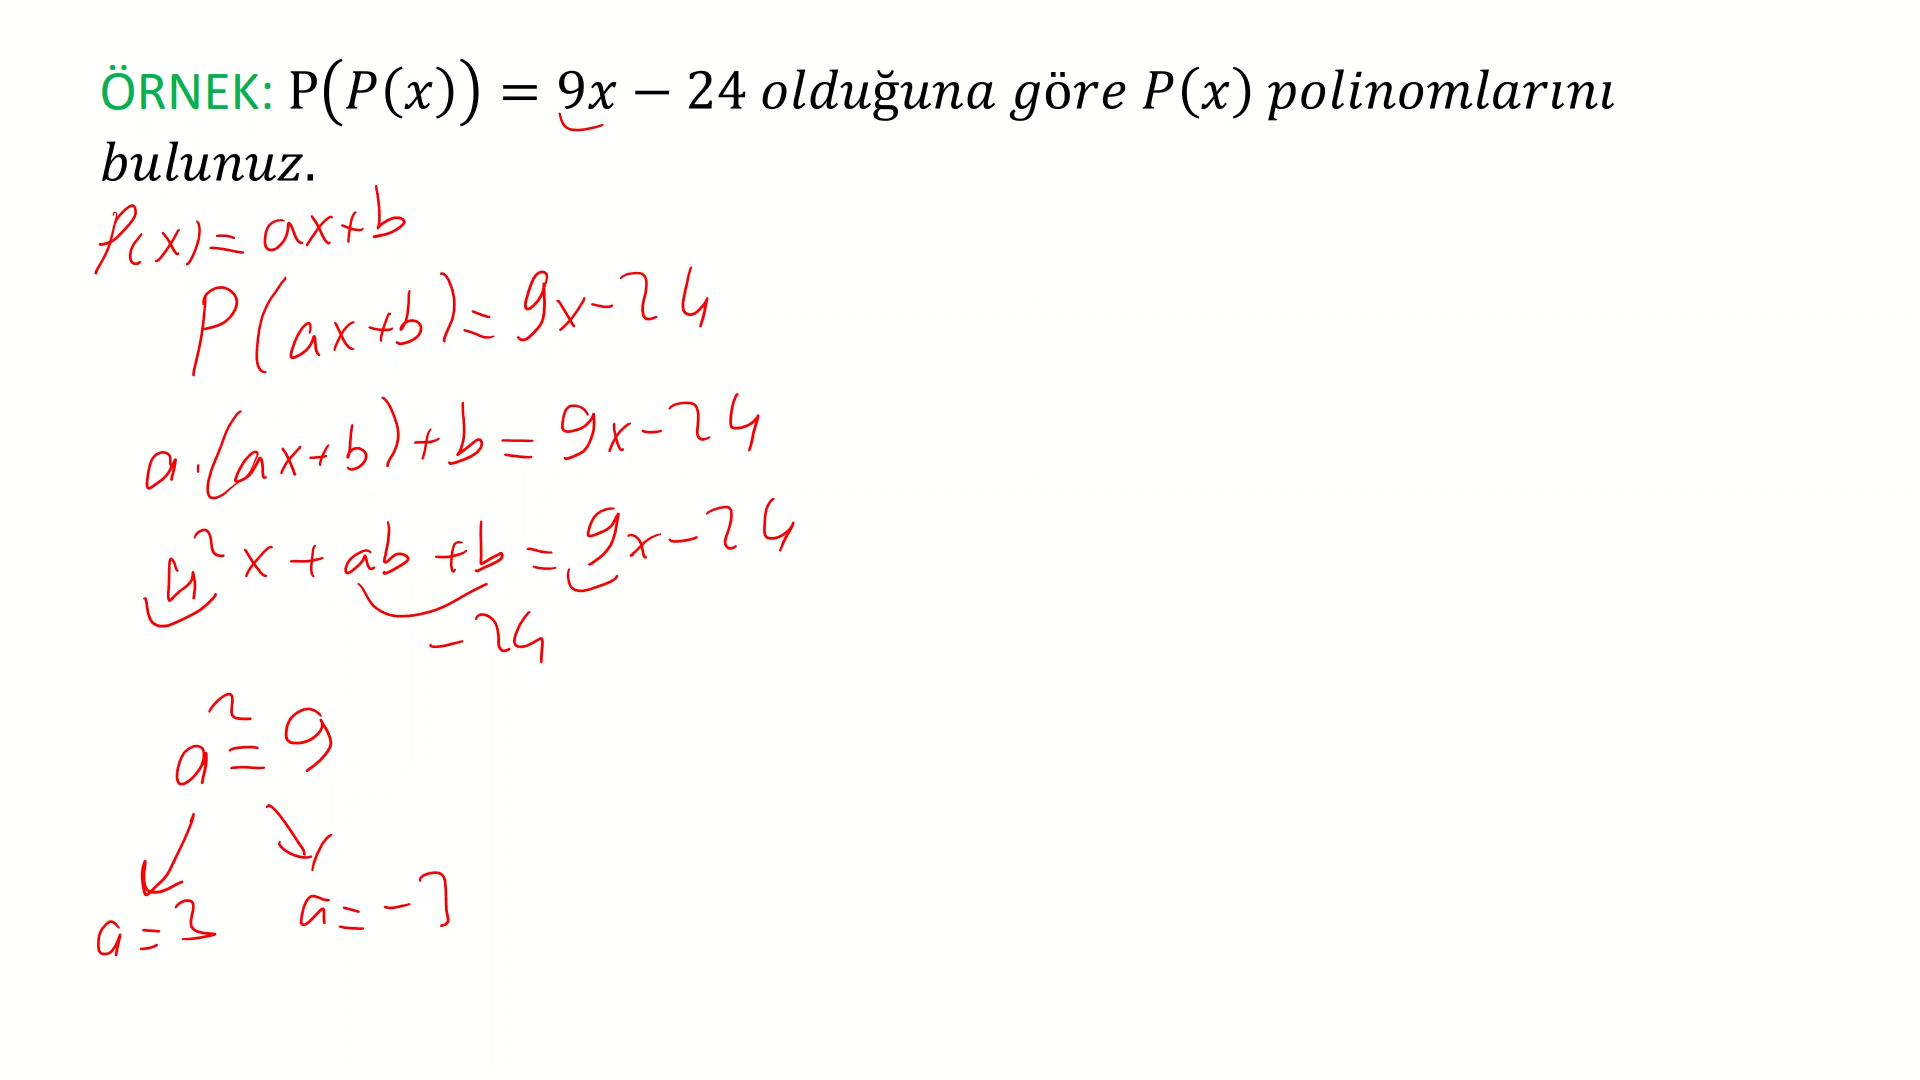 ÖRNEK: P(P(x)) = 9x − 24 olduğuna göre P(x) polinomlarını
bulunuz.
P(x) = ax+b
P(ax+b) = 9x-24
a.(ax+b)+b = 9x-24
a²x + ab + b = 9x-24
-24
a² = 9
a = 3 a = -3